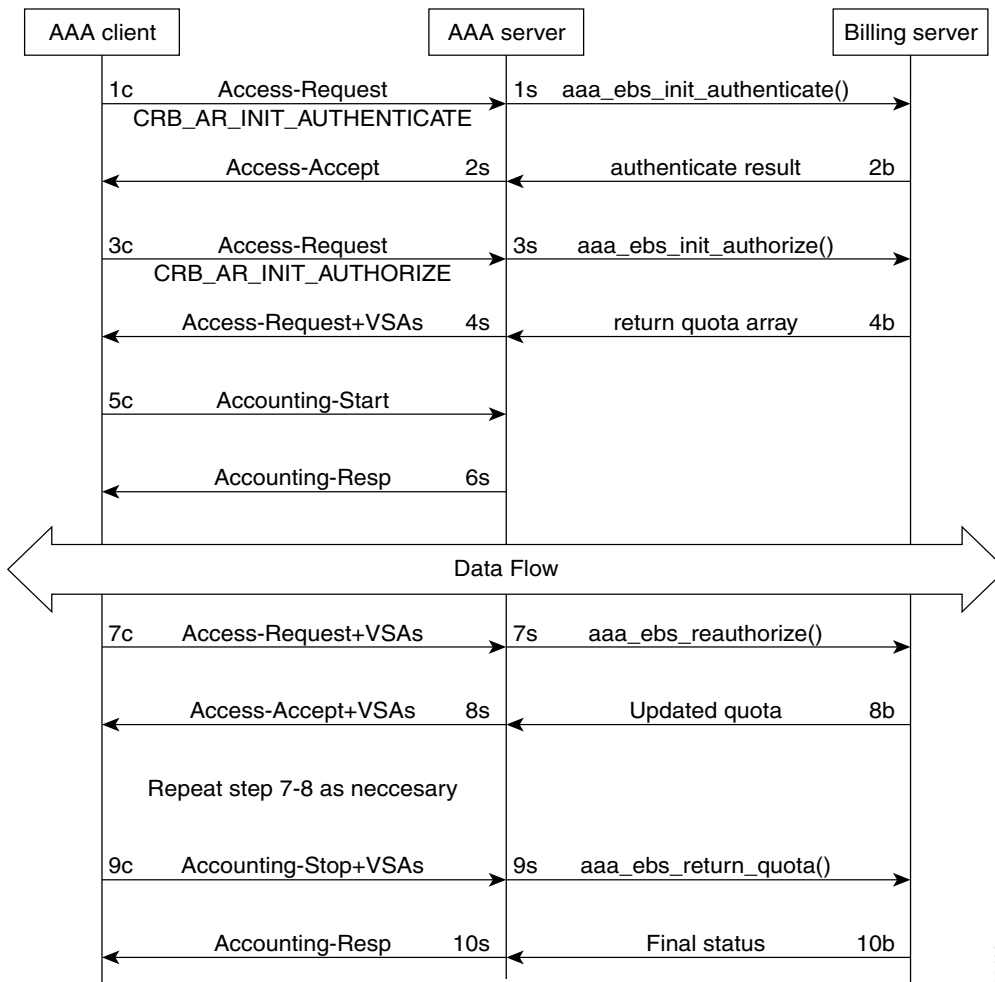 AAA client
AAA server
Billing server
1c Access-Request
CRB_AR_INIT_AUTHENTICATE
1s aaa_ebs_init_authenticate()
Access-Accept 2s
authenticate result 2b
3c Access-Request
CRB_AR_INIT_AUTHORIZE
3s aaa_ebs_init_authorize()
Access-Request+VSAs 4s
return quota array 4b
5c Accounting-Start
Accounting-Resp 6s
Data Flow
7c Access-Request+VSAs
7s aaa_ebs_reauthorize()
Access-Accept+VSAs 8s
Updated quota 8b
Repeat step 7-8 as neccesary
9c Accounting-Stop+VSAs
9s aaa_ebs_return_quota()
Accounting-Resp 10s
Final status 10b